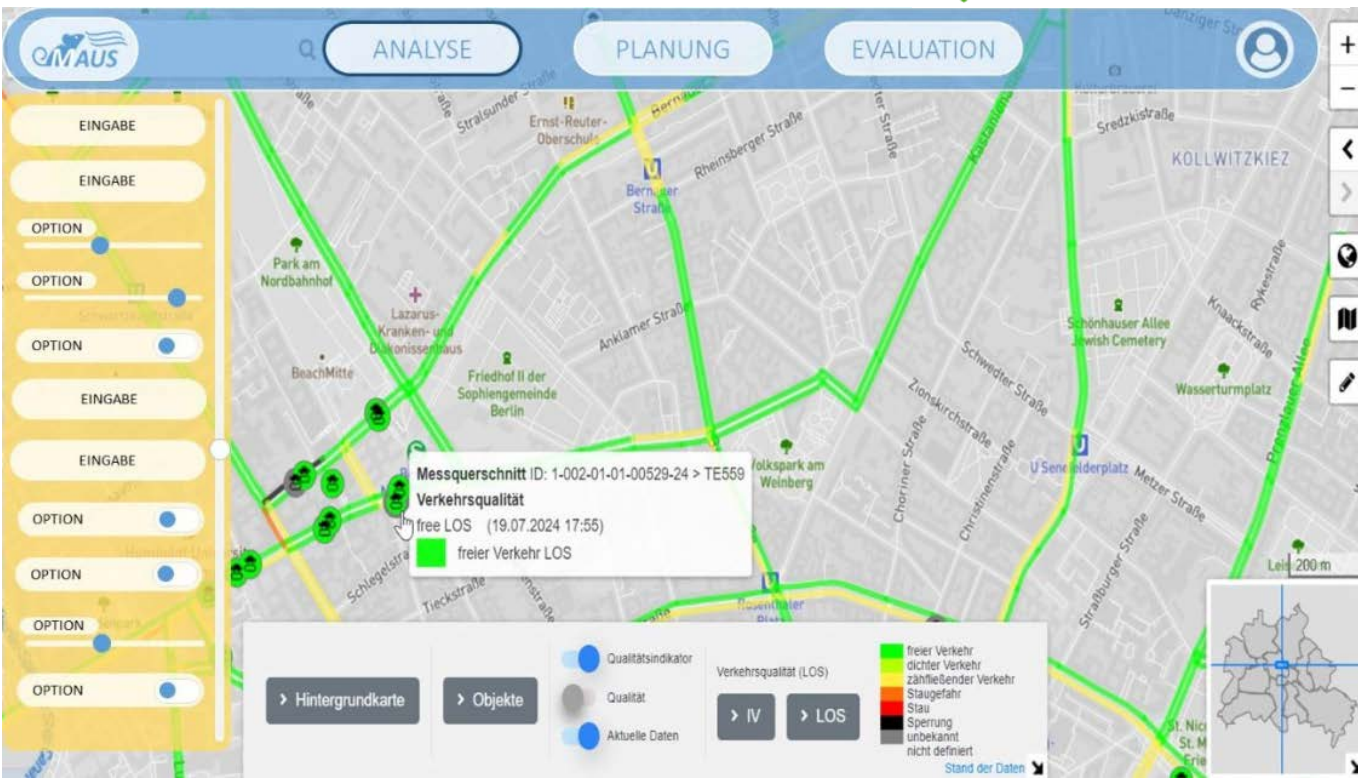 eMAUS
ANALYSE
PLANUNG
EVALUATION
EINGABE
EINGABE
OPTION
OPTION
OPTION
EINGABE
EINGABE
OPTION
OPTION
OPTION
OPTION
Danziger
Stralsunder
Ernst-Reuter-
Oberschule
Rheinsberger Straße
Bernauer
Straße
Kastanienallee
Sredzkistraße
KOLLWITZKIEZ
Park am
Nordbahnhof
Lazarus-
Kranken- und
Diakonissenhaus
BeachMitte
Anklamer Straße
Friedhof II der
Sophiengemeinde
Berlin
Schönhauser Allee
Jewish Cemetery
Knaackstraße
Rykestraße
Wasserturmplatz
Prenzlauer Allee
Schwedter Straße
Zionskirchstraße
Choriner Straße
Christinenstraße
U Senefelderplatz
Metzer Straße
Straßburger Straße
Volkspark am
Weinberg
Messquerschnitt ID: 1-002-01-01-00529-24 > TE559
Verkehrsqualität
free LOS (19.07.2024 17:55)
freier Verkehr LOS
Tieckstraße
Rosenthaler
200 m
> Hintergrundkarte
> Objekte
Qualitätsindikator
Qualität
Aktuelle Daten
Verkehrsqualität (LOS)
> IV
> LOS
freier Verkehr
dichter Verkehr
zähfließender Verkehr
Staugefahr
Stau
Sperrung
unbekannt
nicht definiert
Stand der Daten